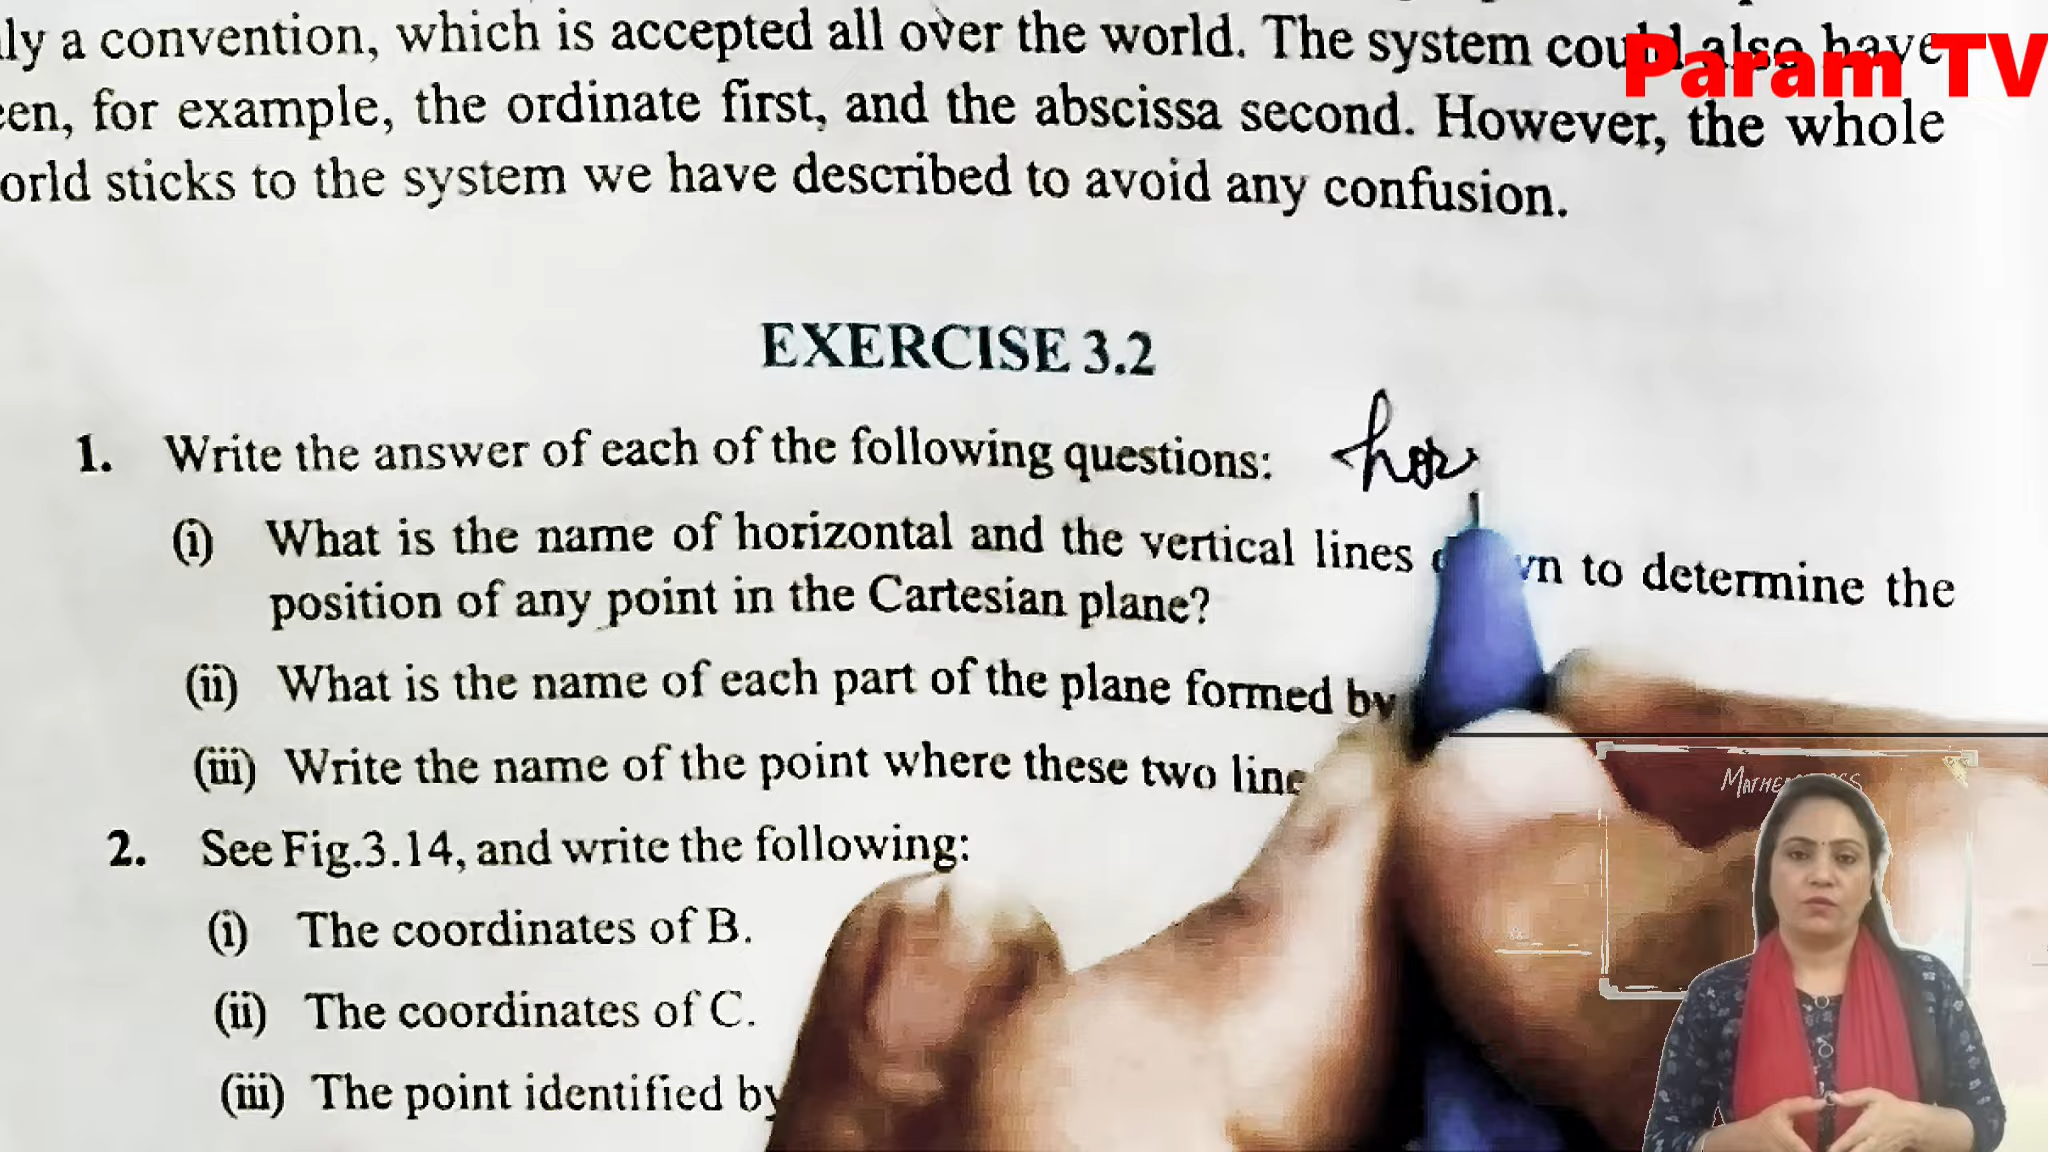 ly a convention, which is accepted all over the world. The system could also have
Param TV
en, for example, the ordinate first, and the abscissa second. However, the whole
orld sticks to the system we have described to avoid any confusion.
EXERCISE 3.2
1. Write the answer of each of the following questions: hor
(i) What is the name of horizontal and the vertical lines to determine the
position of any point in the Cartesian plane?
(ii) What is the name of each part of the plane formed by
(iii) Write the name of the point where these two line
2. See Fig.3.14, and write the following:
(i) The coordinates of B.
(ii) The coordinates of C.
(iii) The point identified by